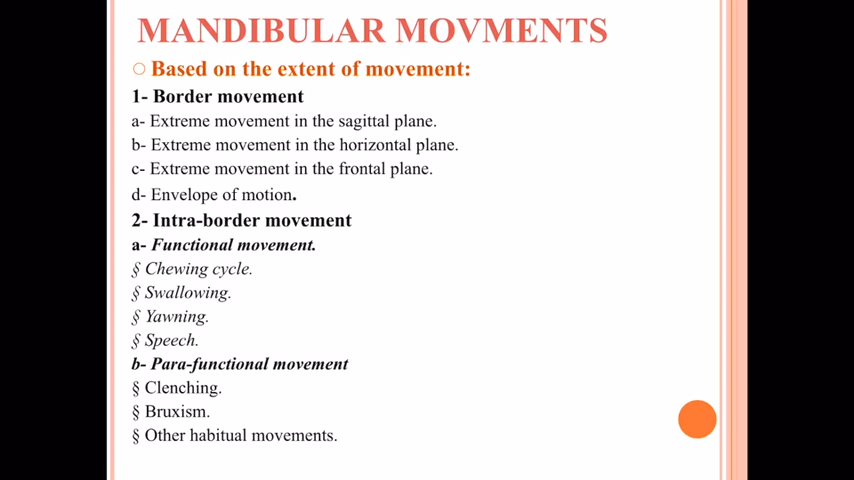 MANDIBULAR MOVMENTS
Based on the extent of movement:
1- Border movement
a- Extreme movement in the sagittal plane.
b- Extreme movement in the horizontal plane.
c- Extreme movement in the frontal plane.
d- Envelope of motion.
2- Intra-border movement
a- Functional movement.
§ Chewing cycle.
§ Swallowing.
§ Yawning.
§ Speech.
b- Para-functional movement
§ Clenching.
§ Bruxism.
§ Other habitual movements.